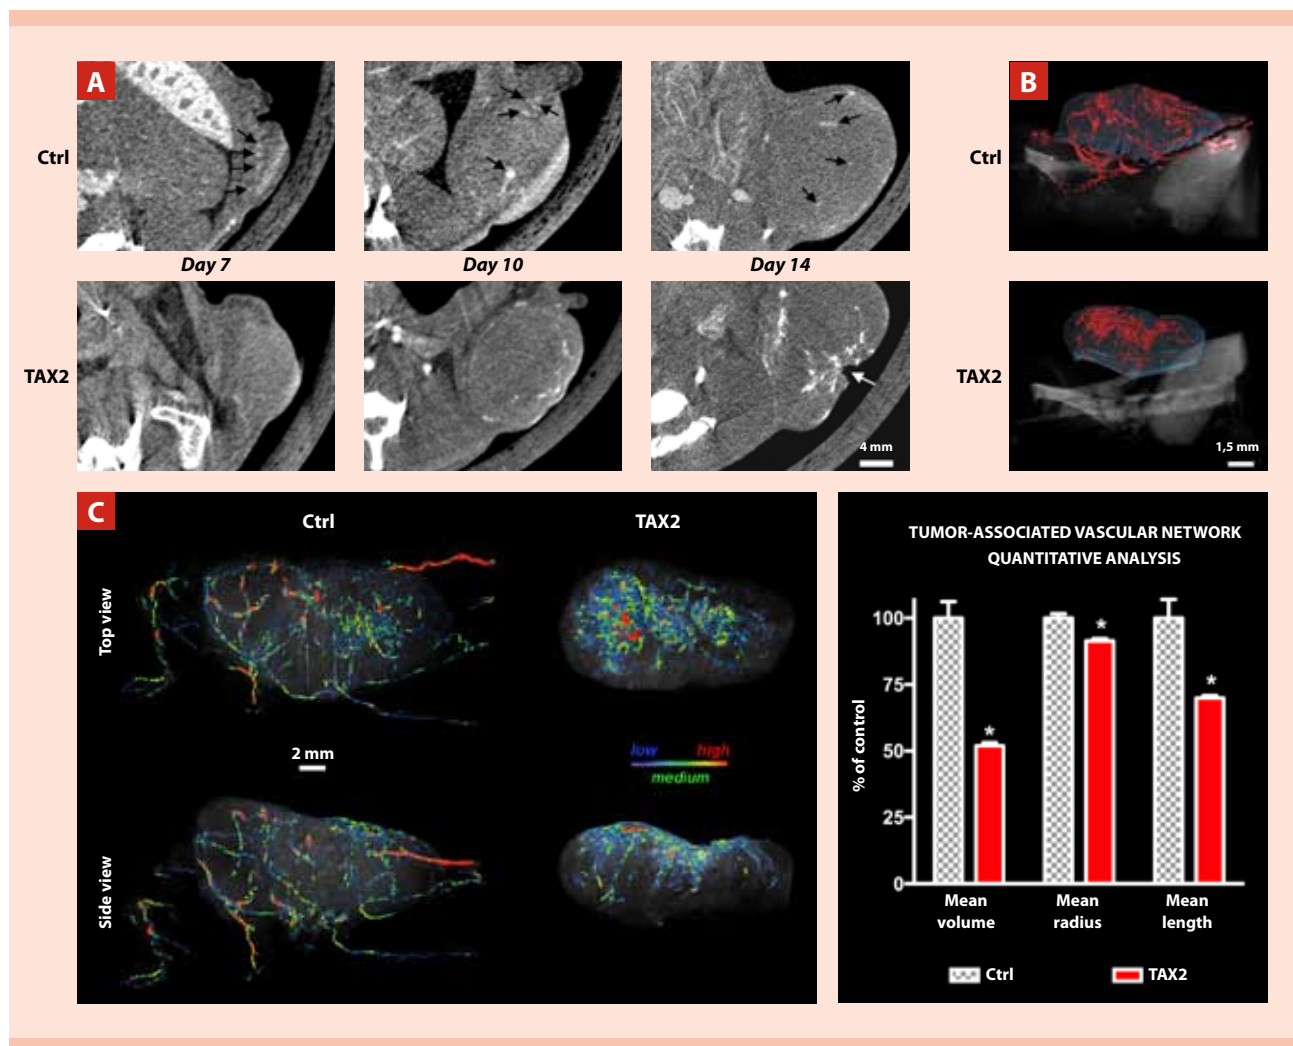 A
B
Ctrl
Ctrl
Day 7
Day 10
Day 14
TAX2
TAX2
4 mm
1,5 mm
C
Ctrl
TAX2
Top view
2 mm
low
high
medium
Side view
TUMOR-ASSOCIATED VASCULAR NETWORK
QUANTITATIVE ANALYSIS
% of control
100
75
50
25
0
*
*
*
Mean
volume
Mean
radius
Mean
length
Ctrl
TAX2